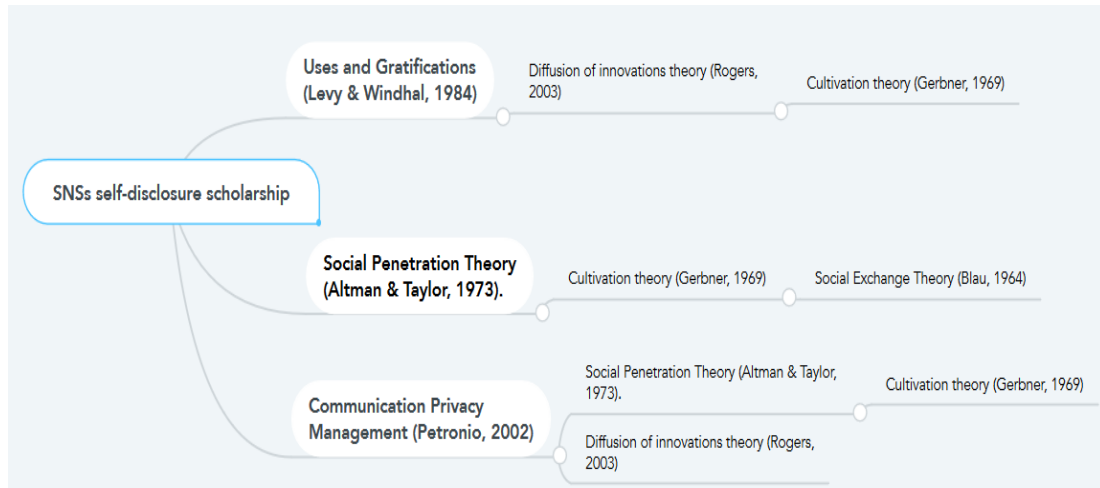 Uses and Gratifications
(Levy & Windhal, 1984)
Diffusion of innovations theory (Rogers,
2003)
Cultivation theory (Gerbner, 1969)
SNSs self-disclosure scholarship
Social Penetration Theory
(Altman & Taylor, 1973).
Cultivation theory (Gerbner, 1969)
Social Exchange Theory (Blau, 1964)
Communication Privacy
Management (Petronio, 2002)
Social Penetration Theory (Altman & Taylor,
1973).
Cultivation theory (Gerbner, 1969)
Diffusion of innovations theory (Rogers,
2003)